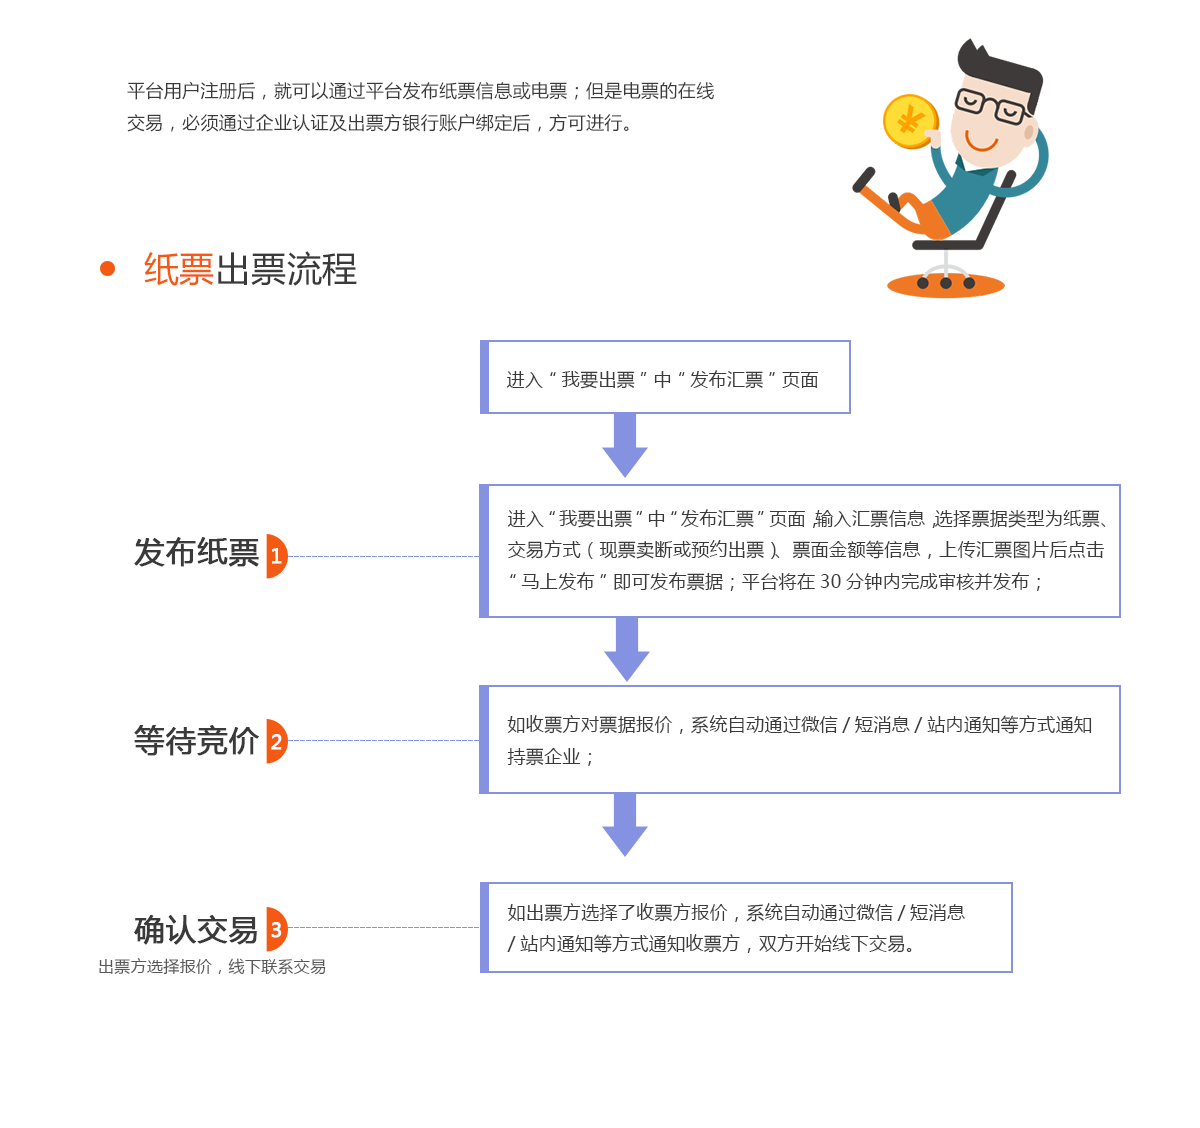 平台用户注册后，就可以通过平台发布纸票信息或电票；但是电票的在线
交易，必须通过企业认证及出票方银行账户绑定后，方可进行。
纸票出票流程
进入“我要出票”中“发布汇票”页面
发布纸票 1
进入“我要出票”中“发布汇票”页面，输入汇票信息，选择票据类型为纸票、
交易方式（现票卖断或预约出票）、票面金额等信息，上传汇票图片后点击
“马上发布”即可发布票据；平台将在 30 分钟内完成审核并发布；
等待竞价 2
如收票方对票据报价，系统自动通过微信 / 短消息 / 站内通知等方式通知
持票企业；
确认交易 3
出票方选择报价，线下联系交易
如出票方选择了收票方报价，系统自动通过微信 / 短消息
/ 站内通知等方式通知收票方，双方开始线下交易。